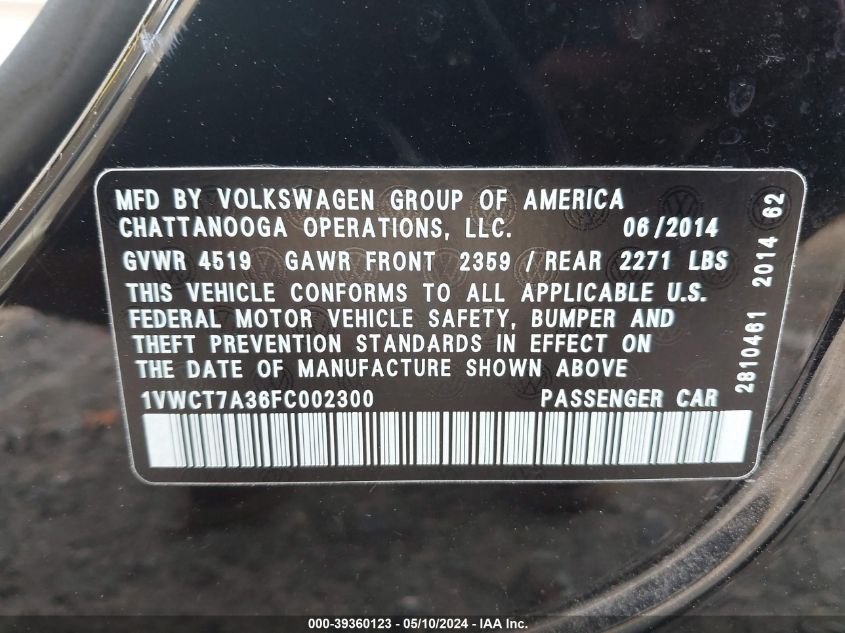 MFD BY VOLKSWAGEN GROUP OF AMERICA
CHATTANOOGA OPERATIONS, LLC. 06/2014
GVWR 4519 GAWR FRONT 2359 / REAR 2271 LBS
THIS VEHICLE CONFORMS TO ALL APPLICABLE U.S.
FEDERAL MOTOR VEHICLE SAFETY, BUMPER AND
THEFT PREVENTION STANDARDS IN EFFECT ON
THE DATE OF MANUFACTURE SHOWN ABOVE
1VWCT7A36FC002300 PASSENGER CAR
2810461 2014 62
000-39360123 — 05/10/2024 — IAA Inc.